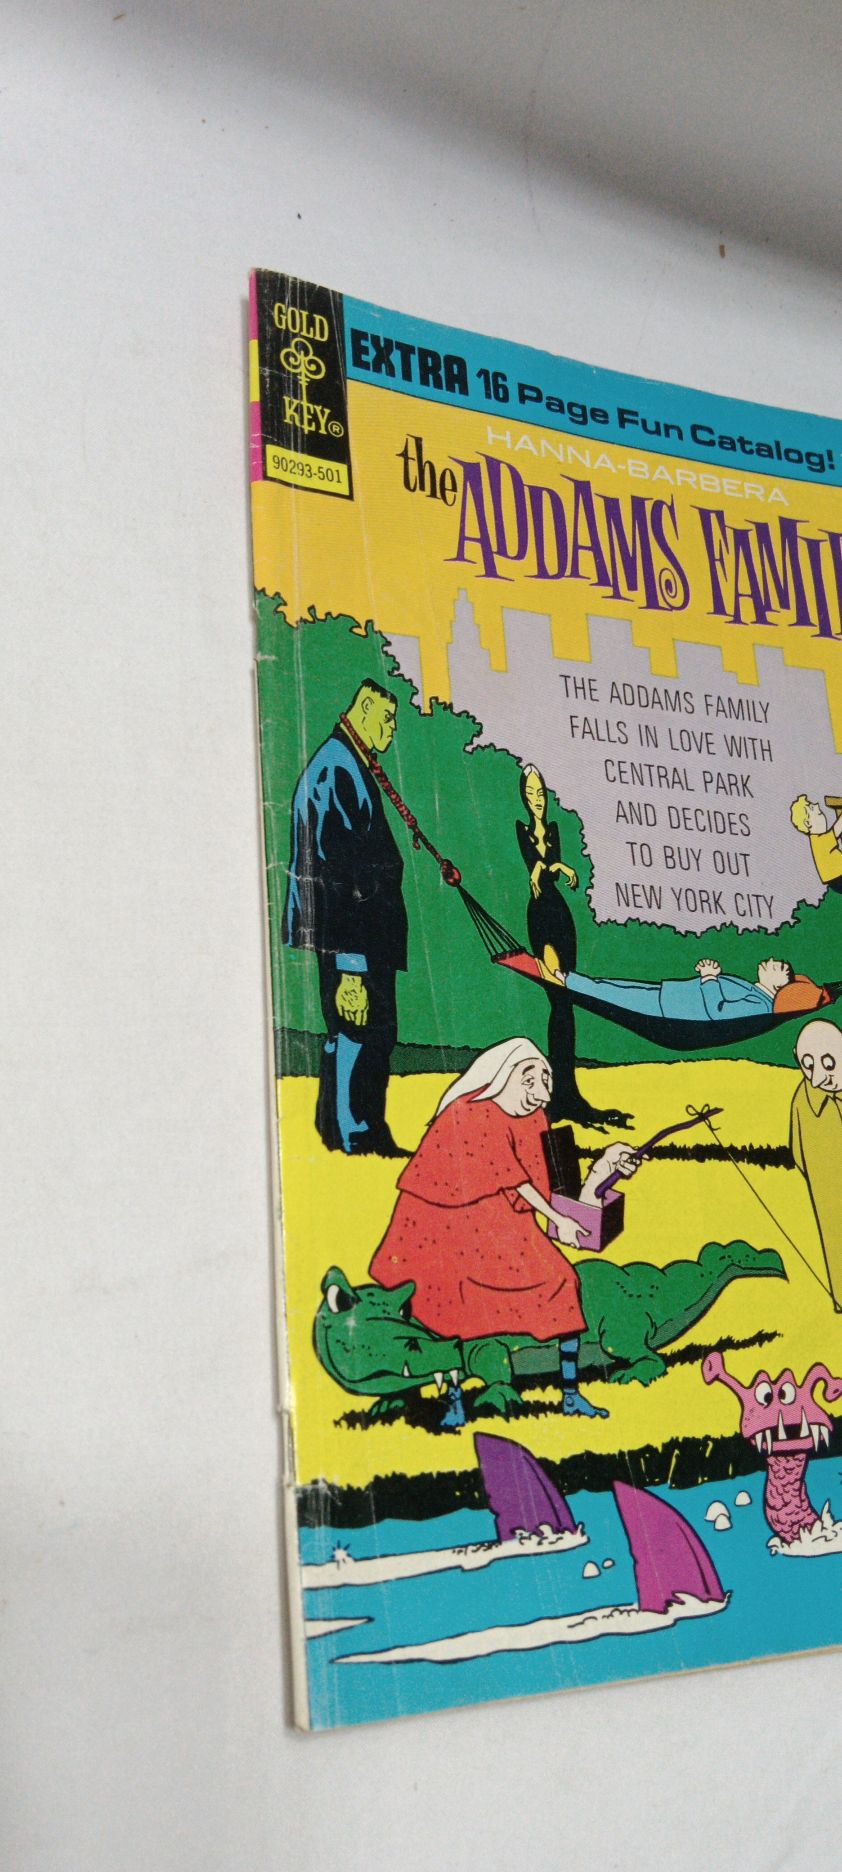 GOLD
KEY®
90293-501
EXTRA 16 Page Fun Catalog!
HANNA-BARBERA
the ADDAMS FAMI
THE ADDAMS FAMILY
FALLS IN LOVE WITH
CENTRAL PARK
AND DECIDES
TO BUY OUT
NEW YORK CITY